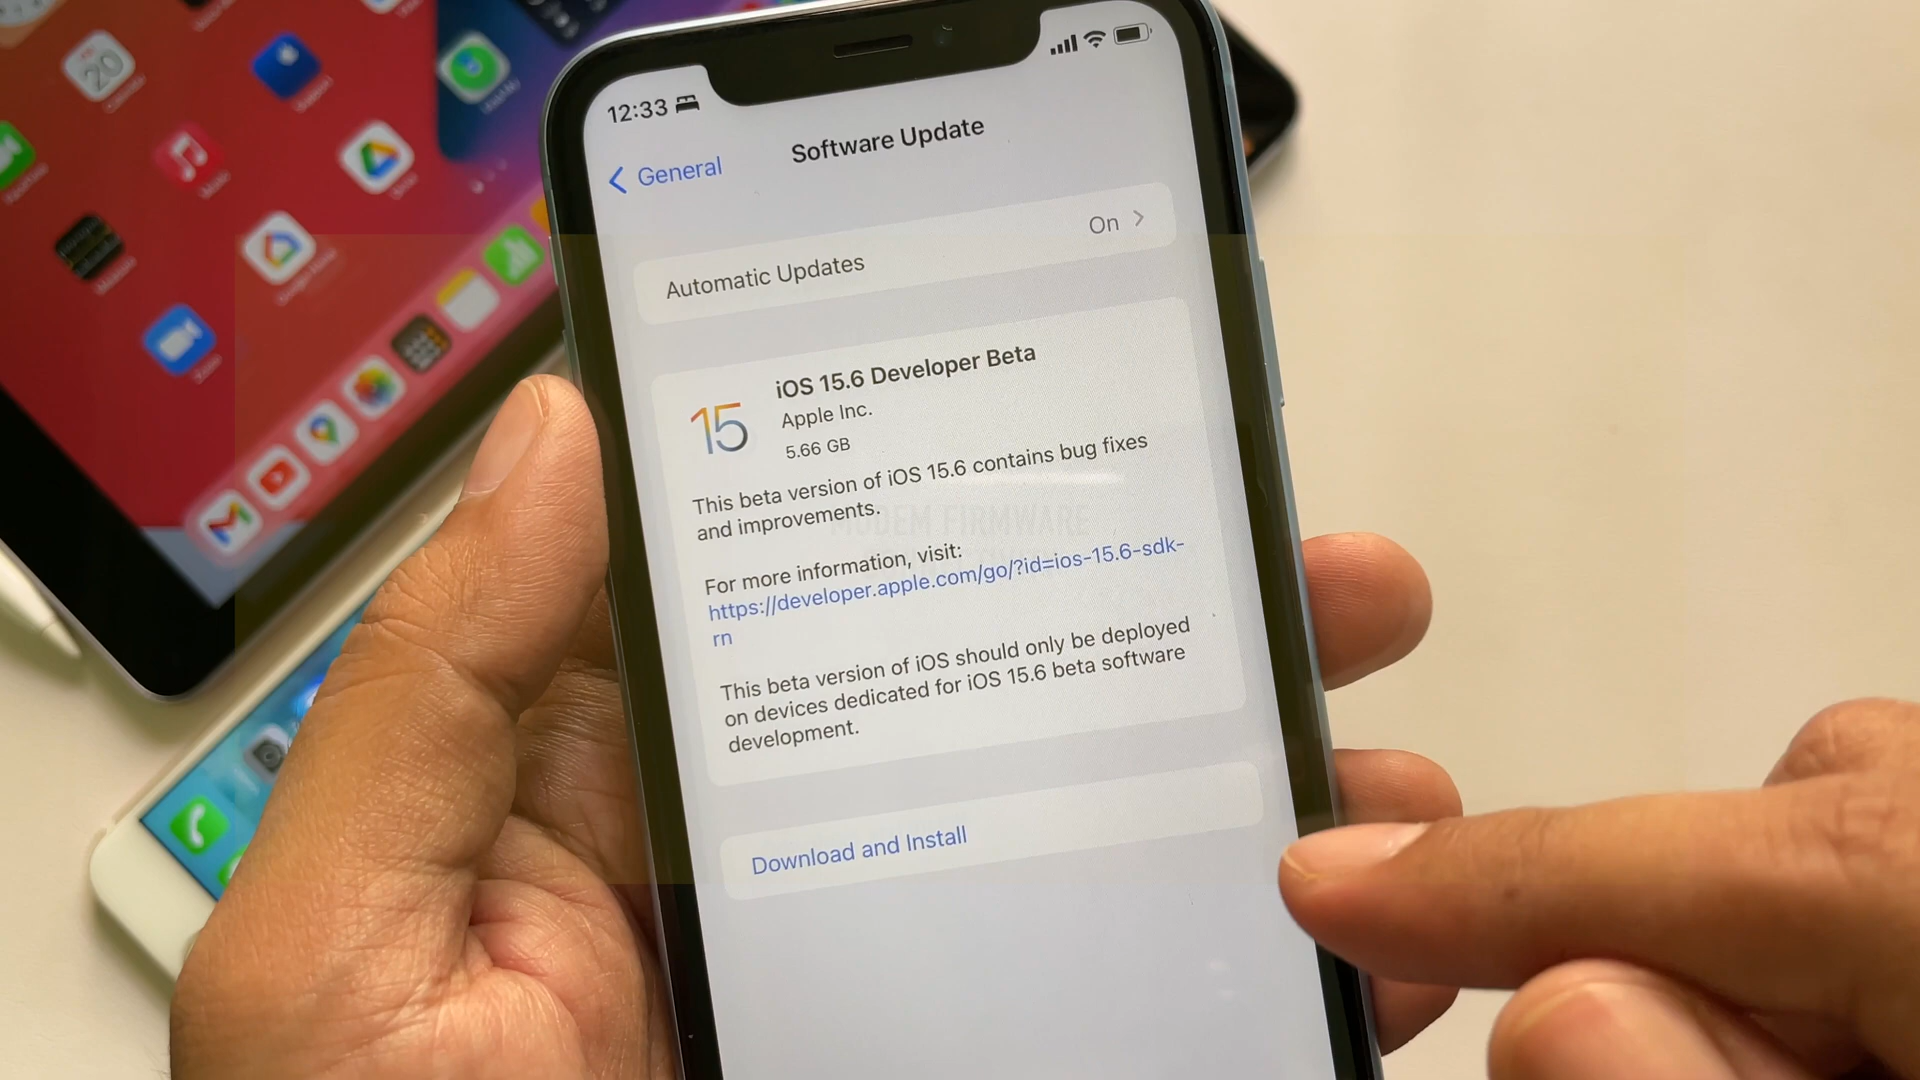 12:33
General
Software Update
Automatic Updates
On
15
iOS 15.6 Developer Beta
Apple Inc.
5.66 GB
This beta version of iOS 15.6 contains bug fixes
and improvements.
MODEM FIRMWARE
For more information, visit:
https://developer.apple.com/go/?id=ios-15.6-sdk-
rn
This beta version of iOS should only be deployed
on devices dedicated for iOS 15.6 beta software
development.
Download and Install
20